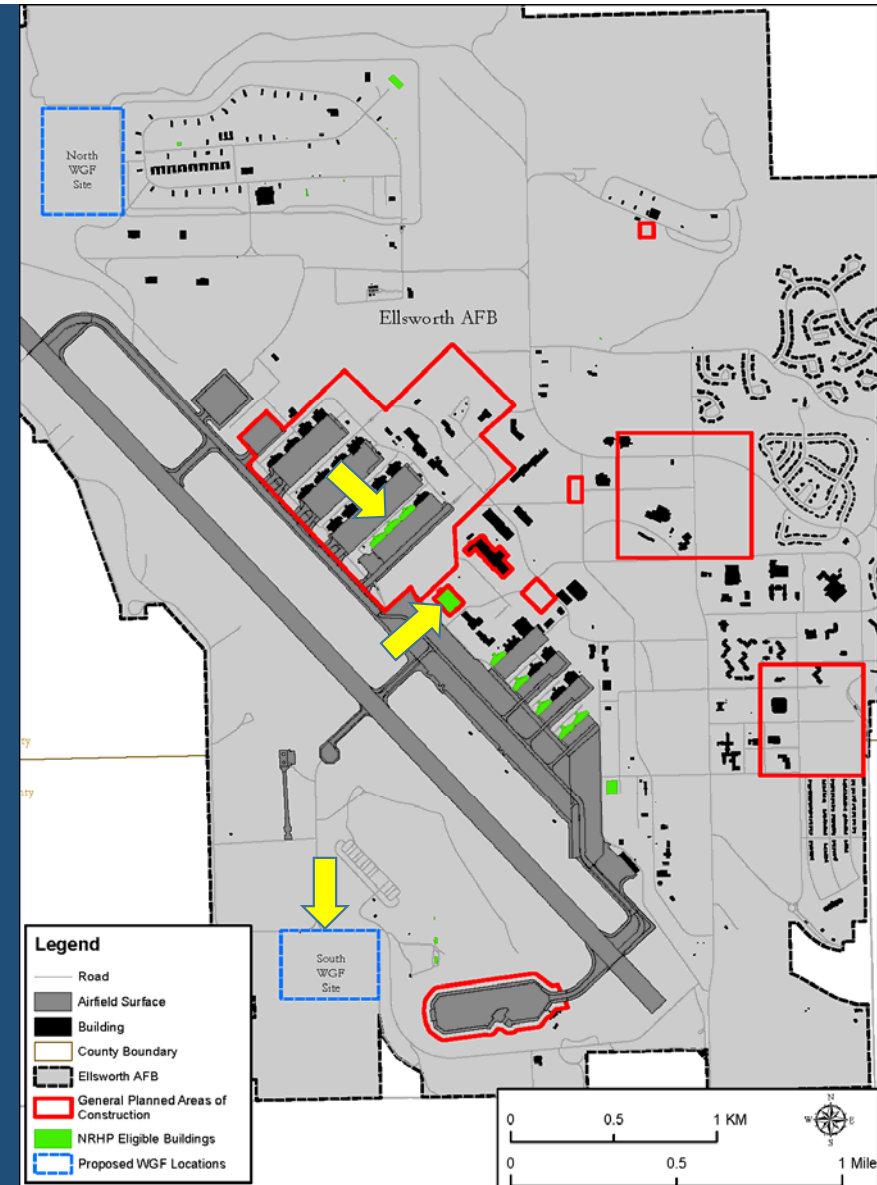 North
WGF
Site
Ellsworth AFB
ty
nty
South
WGF
Site
Legend
Road
Airfield Surface
Building
County Boundary
Ellsworth AFB
General Planned Areas of
Construction
NRHP Eligible Buildings
Proposed WGF Locations
0 0.5 1 KM
N
W E
S
0 0.5 1 Mile